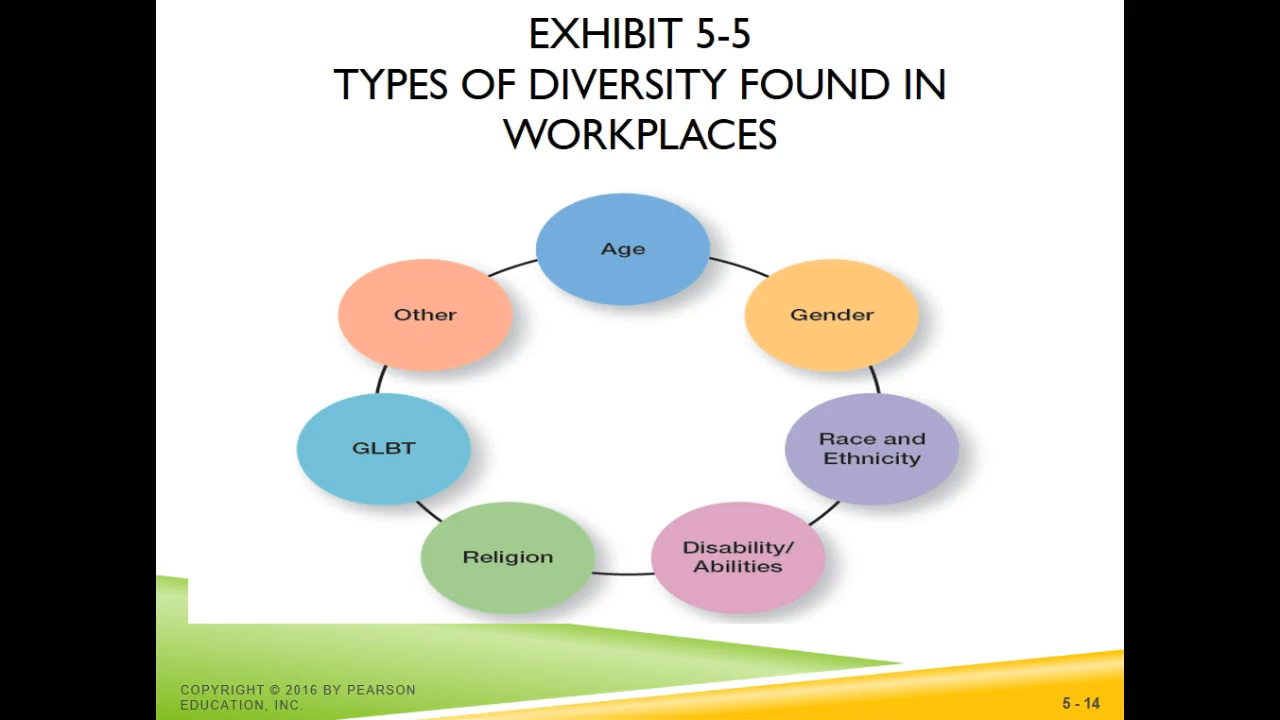 EXHIBIT 5-5
TYPES OF DIVERSITY FOUND IN
WORKPLACES
Age
Other
Gender
GLBT
Race and
Ethnicity
Religion
Disability/
Abilities
COPYRIGHT © 2016 BY PEARSON
EDUCATION, INC.
5 - 14